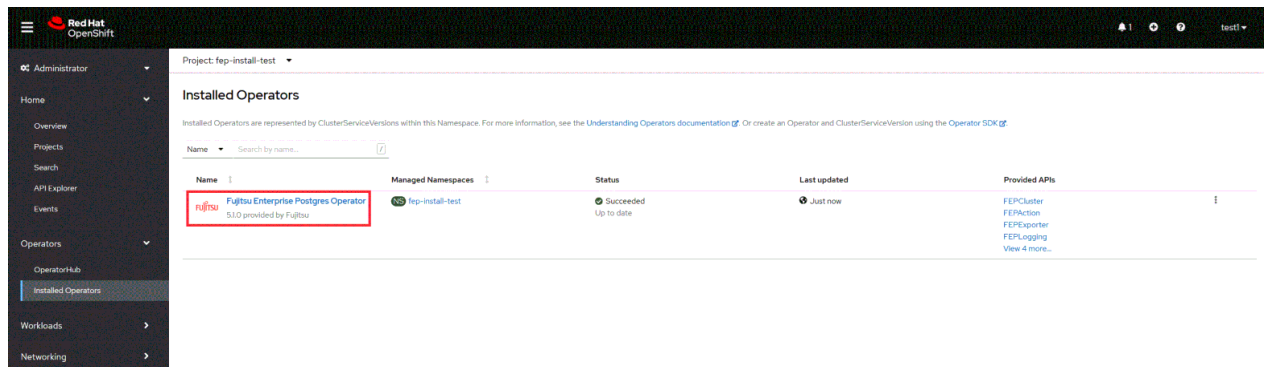 Red Hat
OpenShift
1
test1
Administrator
Project: fep-install-test
Home
Installed Operators
Overview
Installed Operators are represented by ClusterServiceVersions within this Namespace. For more information, see the Understanding Operators documentation. Or create an Operator and ClusterServiceVersion using the Operator SDK.
Projects
Name Search by name... /
Search
Name Managed Namespaces Status Last updated Provided APIs
API Explorer
FUJITSU Fujitsu Enterprise Postgres Operator NS fep-install-test Succeeded Just now FEPCluster
Events
5.1.0 provided by Fujitsu Up to date FEPAction
FEPExporter
FEPLogging
View 4 more...
Operators
OperatorHub
Installed Operators
Workloads
Networking